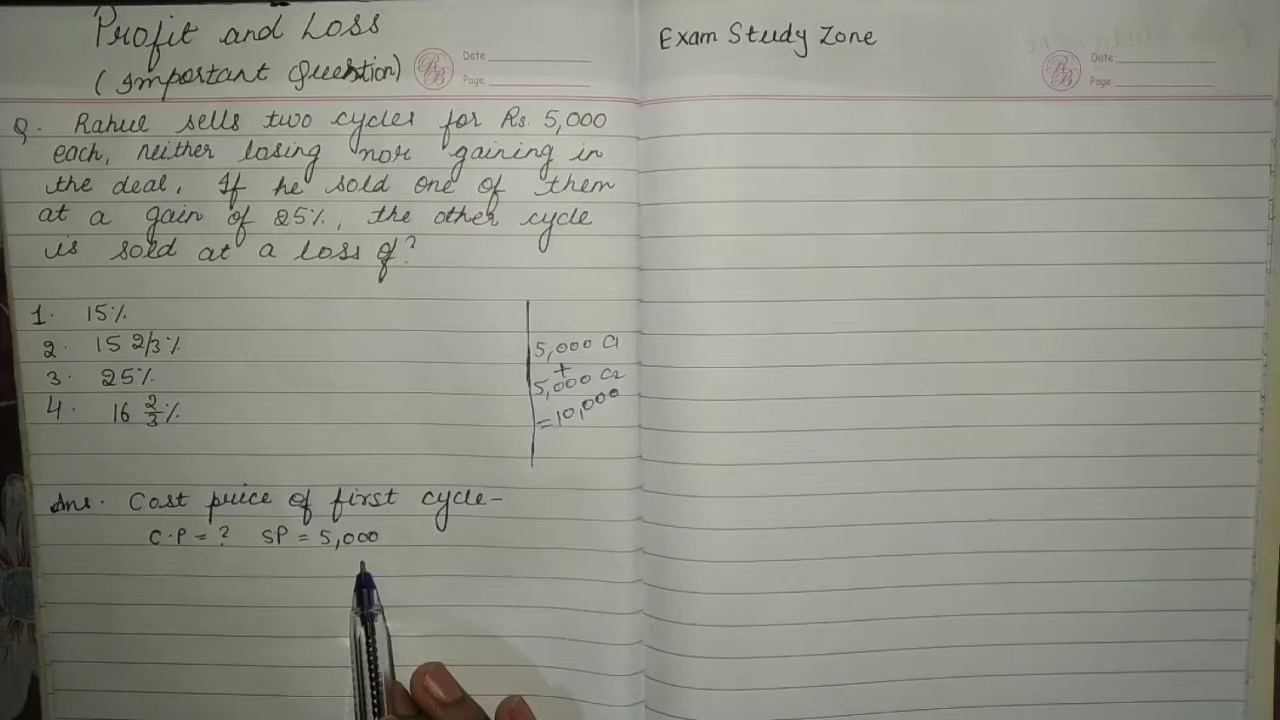 Profit and Loss
(Important Question)
Date
Page
Q. Rahul sells two cycles for Rs. 5,000
each, neither losing nor gaining in
the deal. If he sold one of them
at a gain of 25%, the other cycle
is sold at a loss of?
1. 15%
2. 15 2/3%
3. 25%
4. 16 2/3%
5,000 C1
+
5,000 C2
=10,000
Ans. Cost price of first cycle-
C.P = ? SP = 5,000
Exam Study Zone
Date
Page